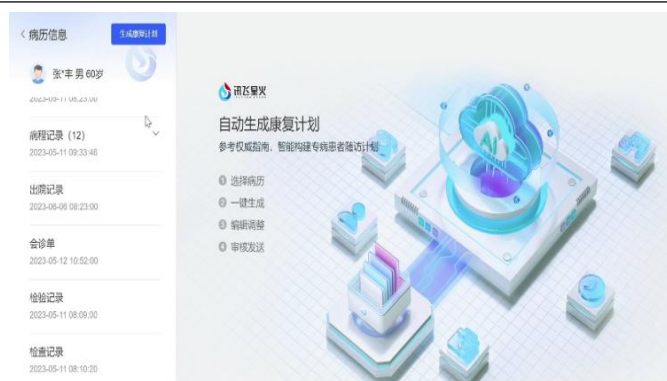 病历信息
生成康复计划
张*丰 男 60岁
病程记录（12）
2023-05-11 09:33:46
出院记录
2023-06-06 08:23:00
会诊单
2023-05-12 10:52:00
检验记录
2023-05-11 08:09:00
检查记录
2023-05-11 08:10:20
讯飞星火
自动生成康复计划
参考权威指南，智能构建专病患者随访计划
1 选择病历
2 一键生成
3 编辑调整
4 审核发送